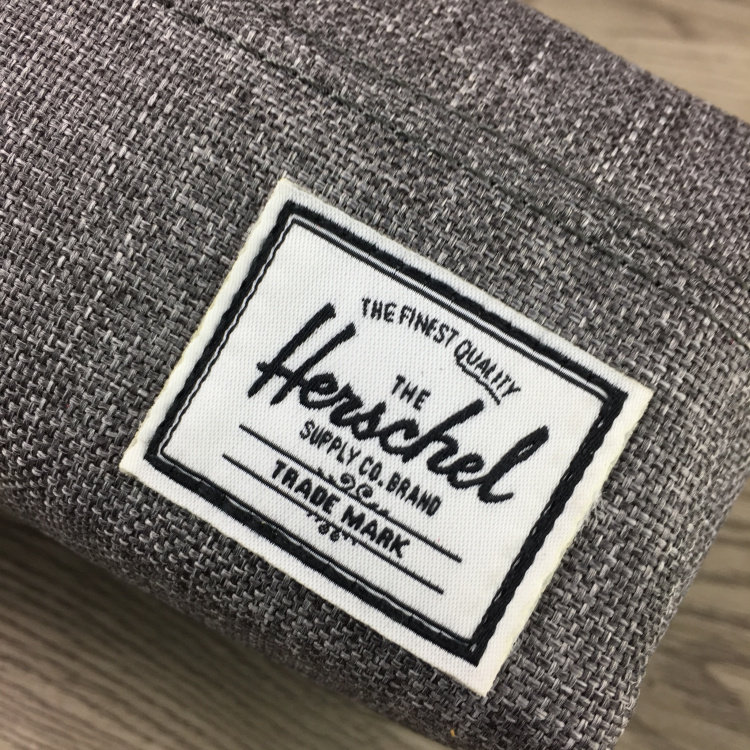 THE FINEST QUALITY
THE
Herschel
SUPPLY CO. BRAND
TRADE MARK